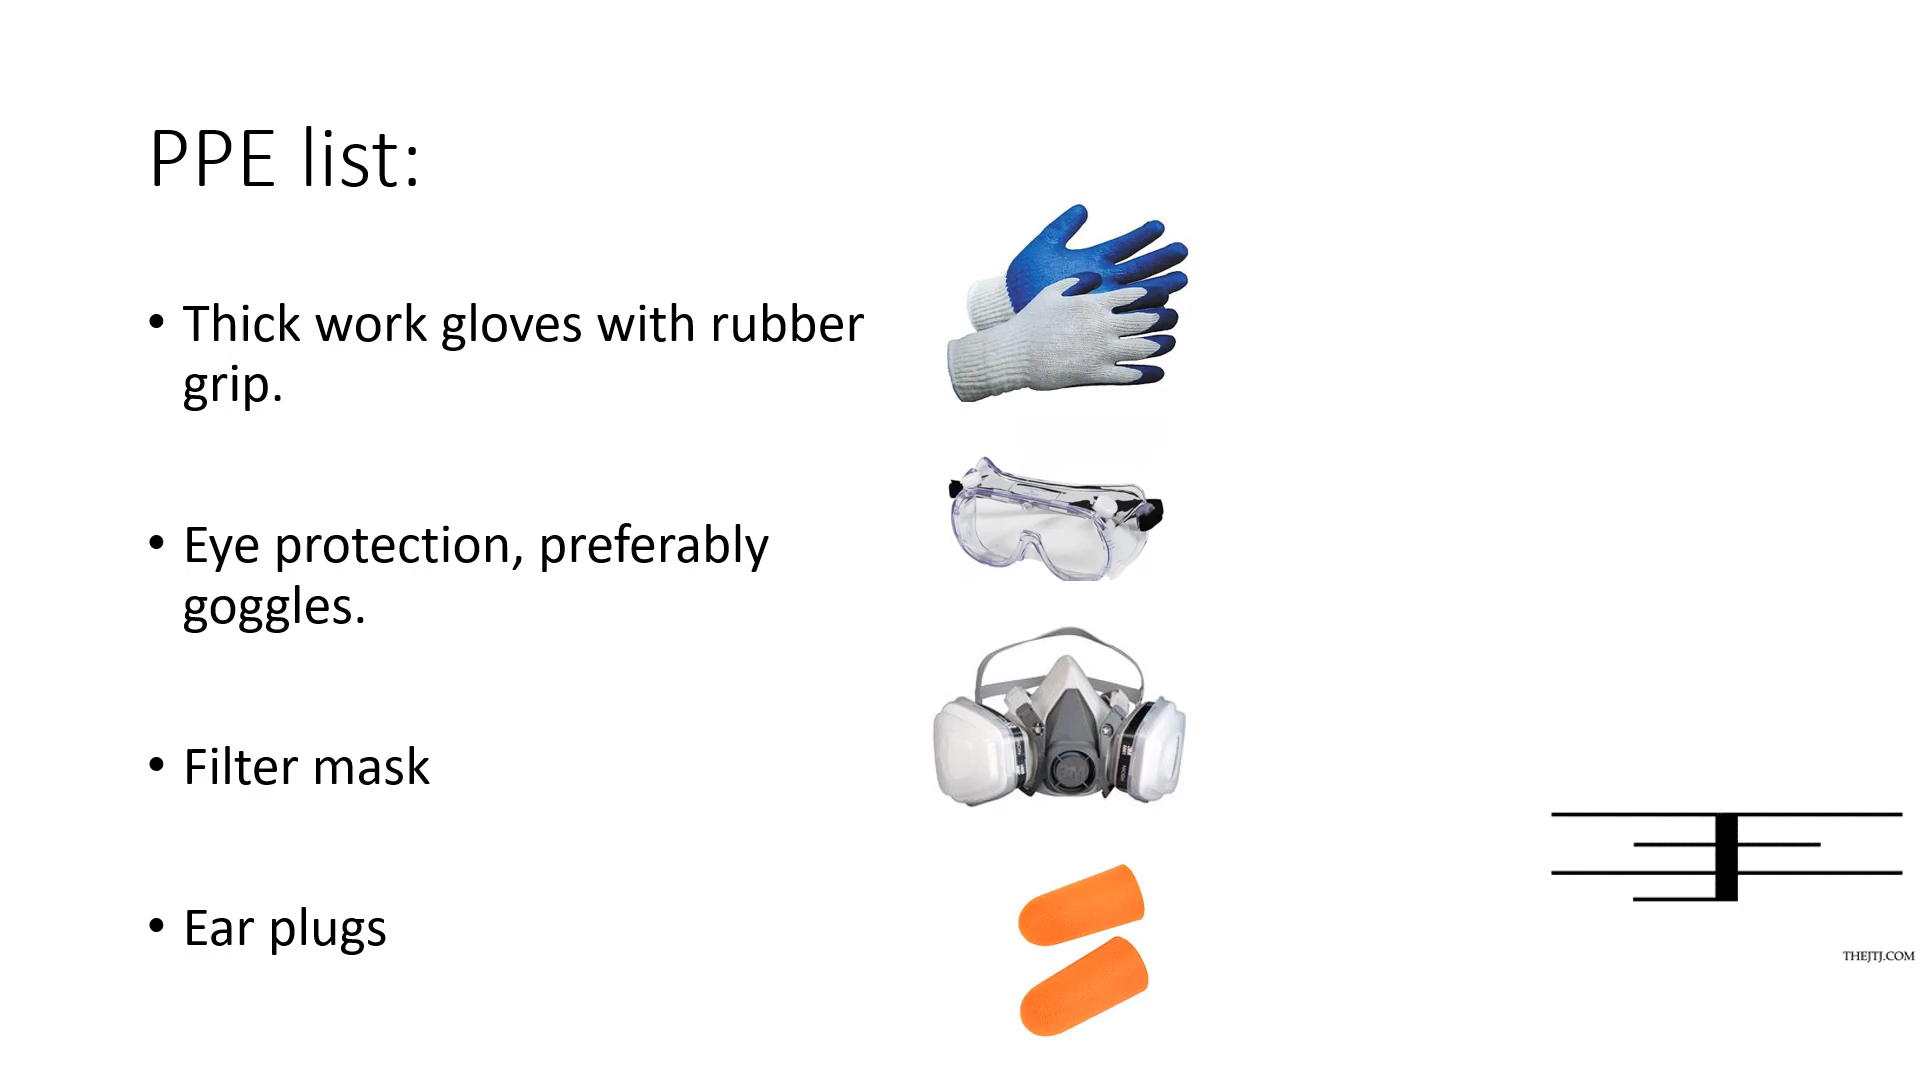 PPE list:
• Thick work gloves with rubber
grip.
• Eye protection, preferably
goggles.
• Filter mask
• Ear plugs
THEJTJ.COM